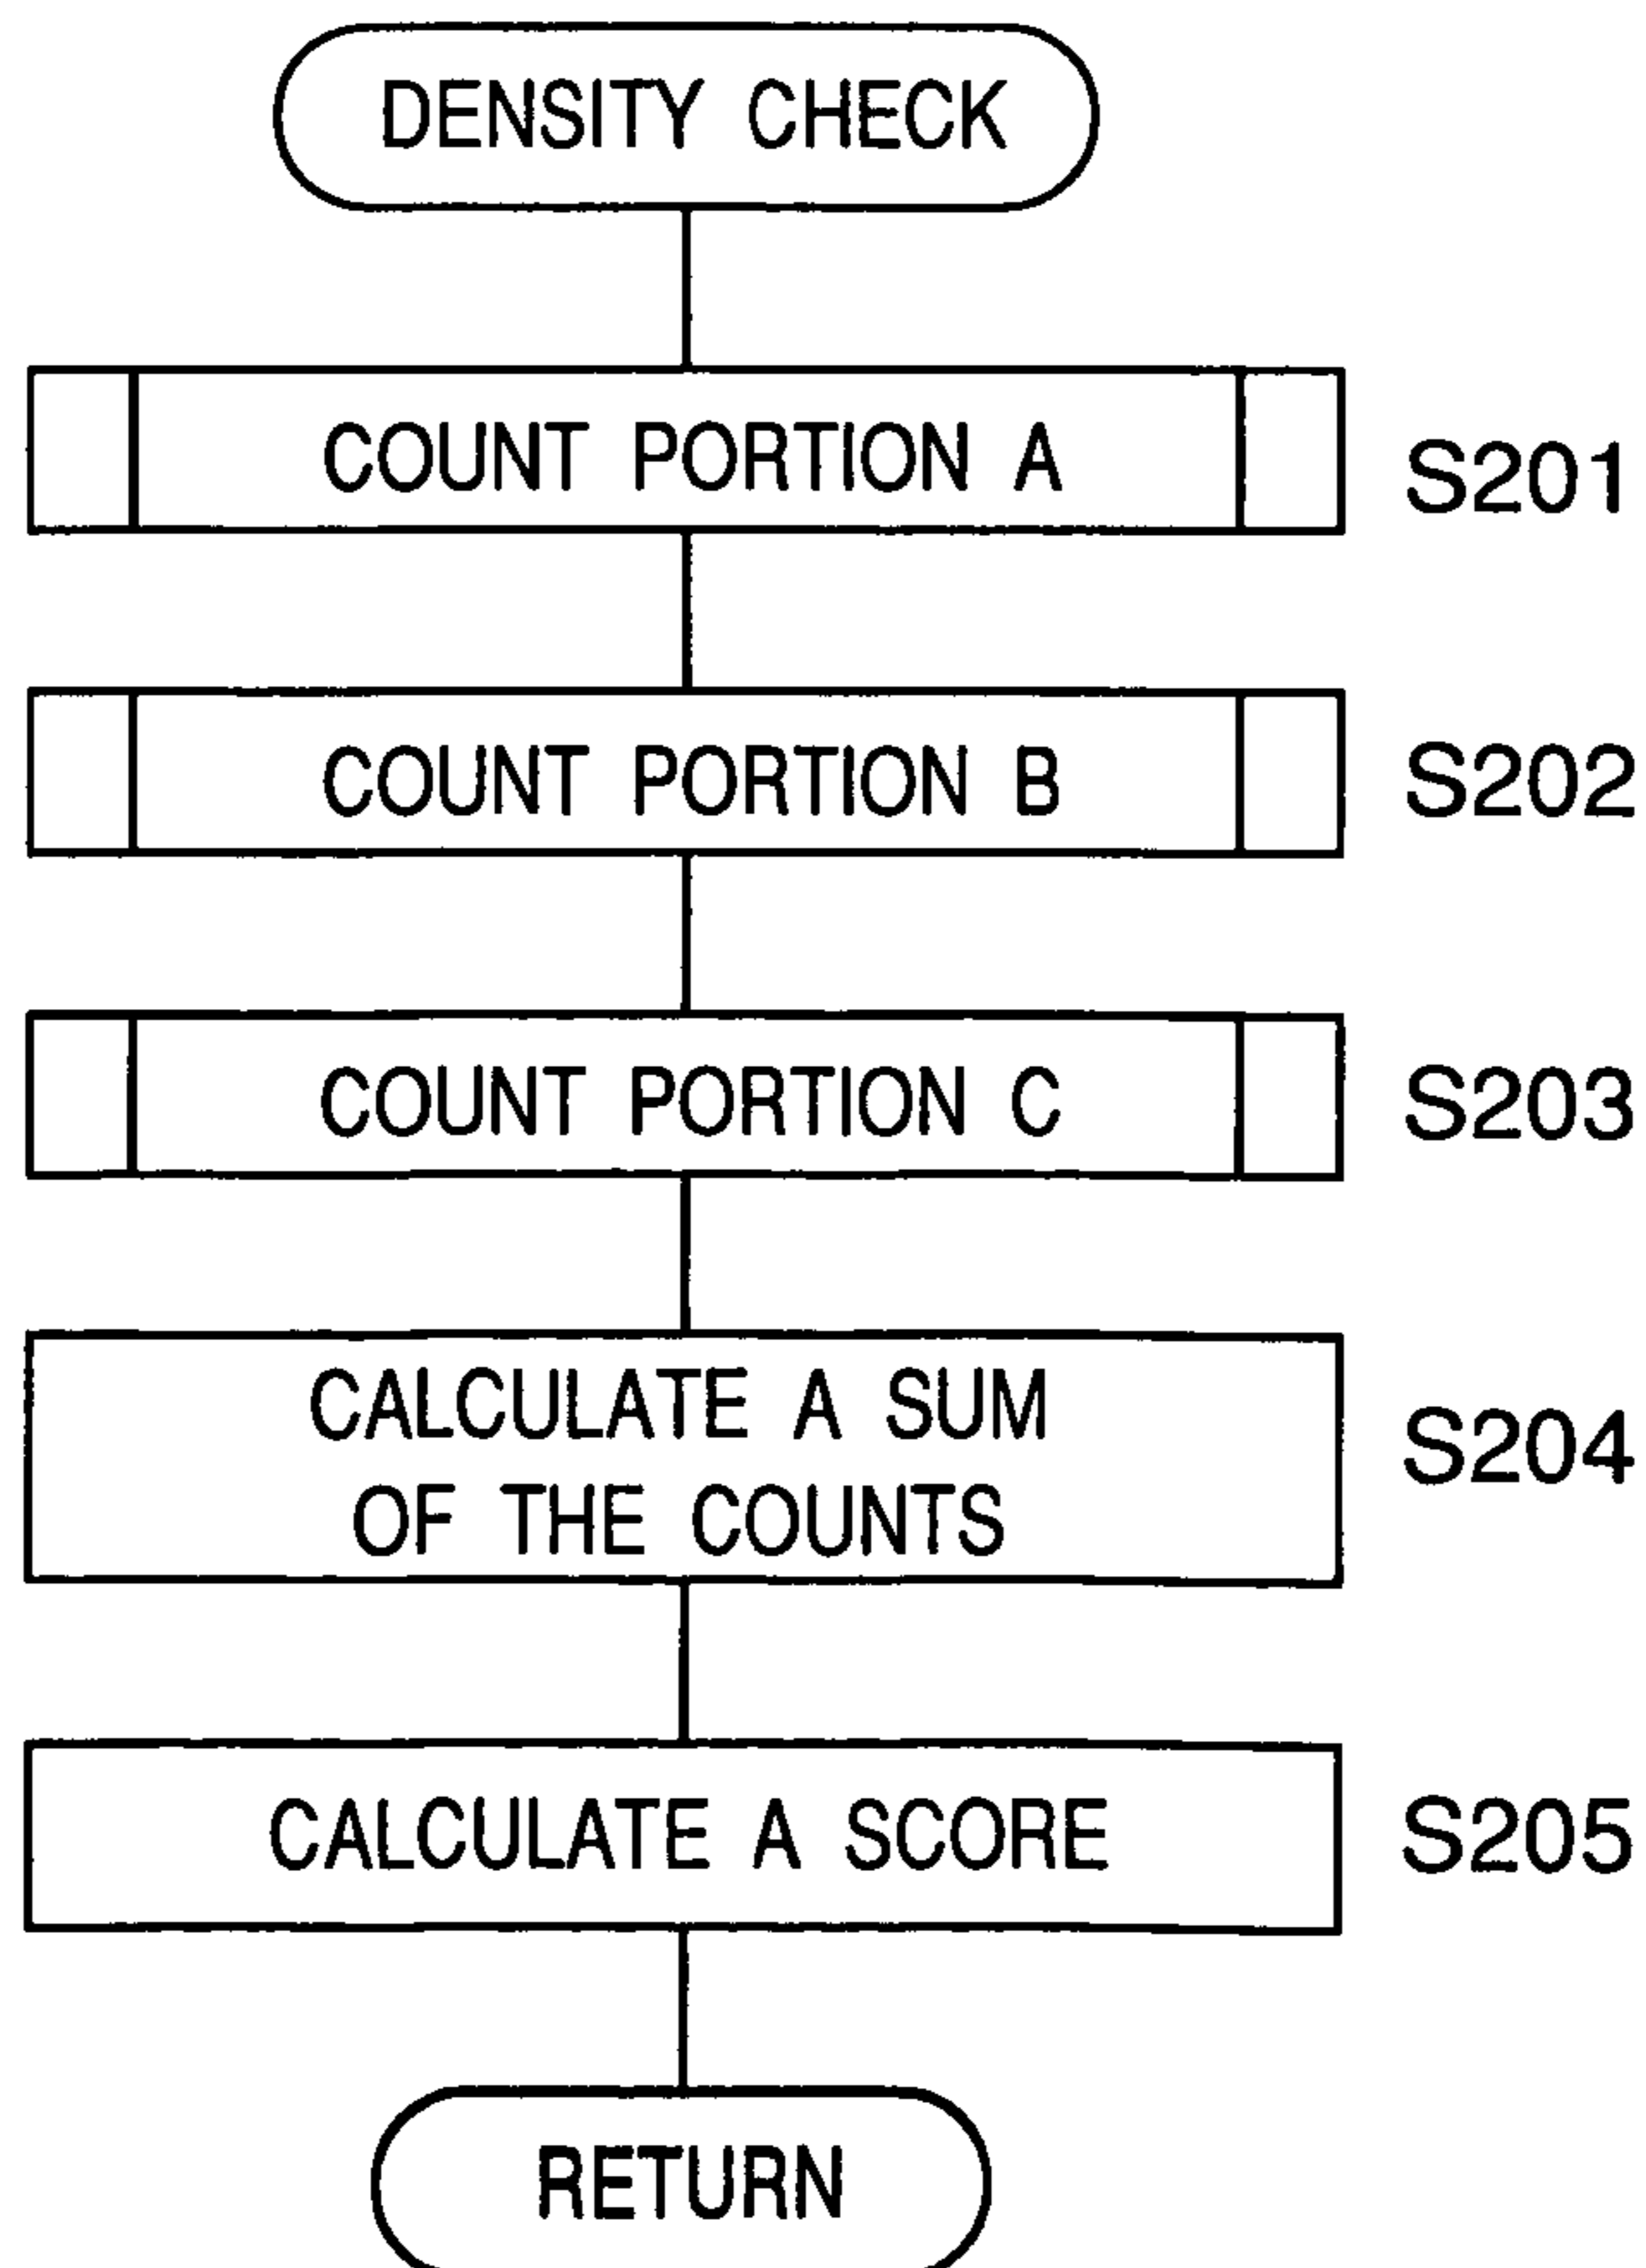 DENSITY CHECK
COUNT PORTION A
S201
COUNT PORTION B
S202
COUNT PORTION C
S203
CALCULATE A SUM
OF THE COUNTS
S204
CALCULATE A SCORE
S205
RETURN